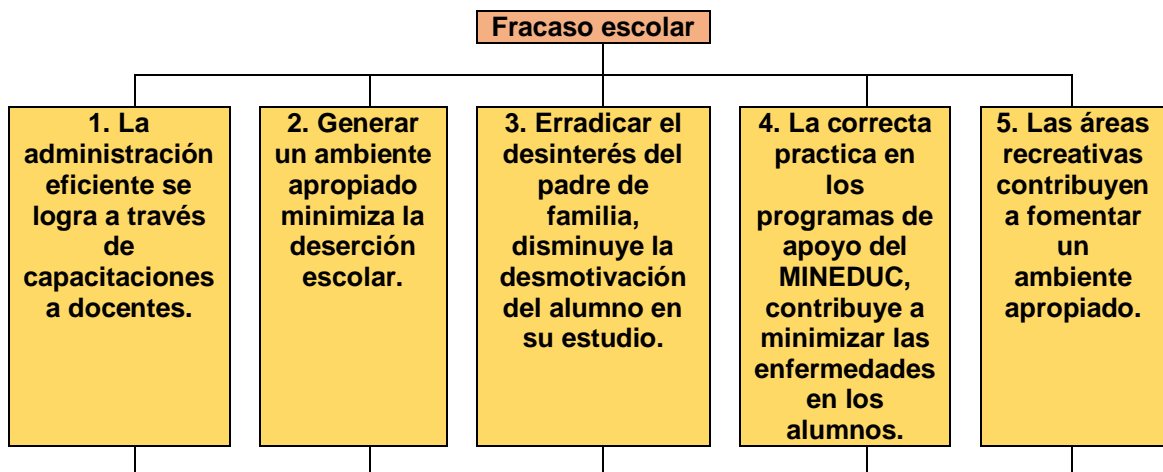 Fracaso escolar
1. La
administración
eficiente se
logra a través
de
capacitaciones
a docentes.
2. Generar
un ambiente
apropiado
minimiza la
deserción
escolar.
3. Erradicar el
desinterés del
padre de
familia,
disminuye la
desmotivación
del alumno en
su estudio.
4. La correcta
practica en
los
programas de
apoyo del
MINEDUC,
contribuye a
minimizar las
enfermedades
en los
alumnos.
5. Las áreas
recreativas
contribuyen
a fomentar
un
ambiente
apropiado.